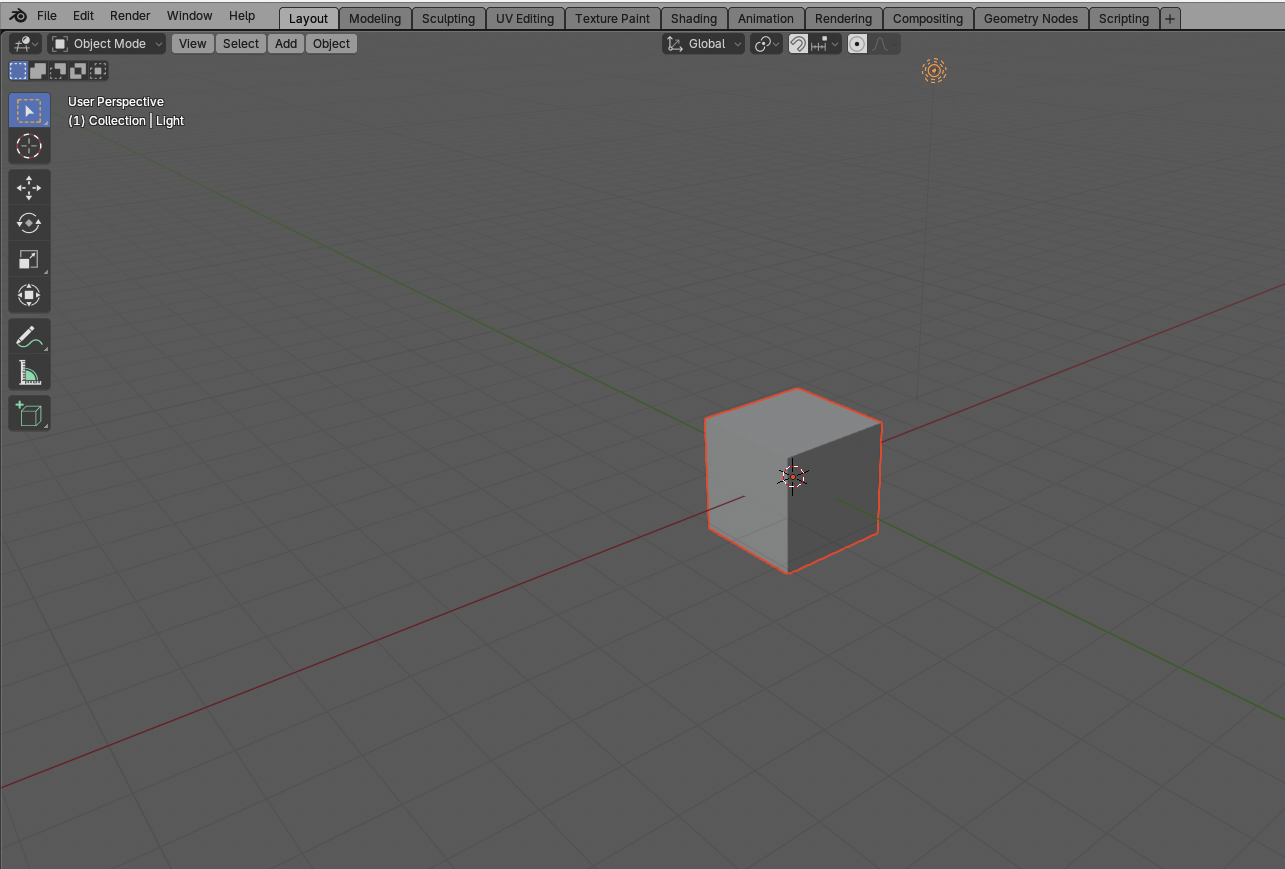 File Edit Render Window Help Layout Modeling Sculpting UV Editing Texture Paint Shading Animation Rendering Compositing Geometry Nodes Scripting +
Object Mode View Select Add Object Global
User Perspective
(1) Collection | Light